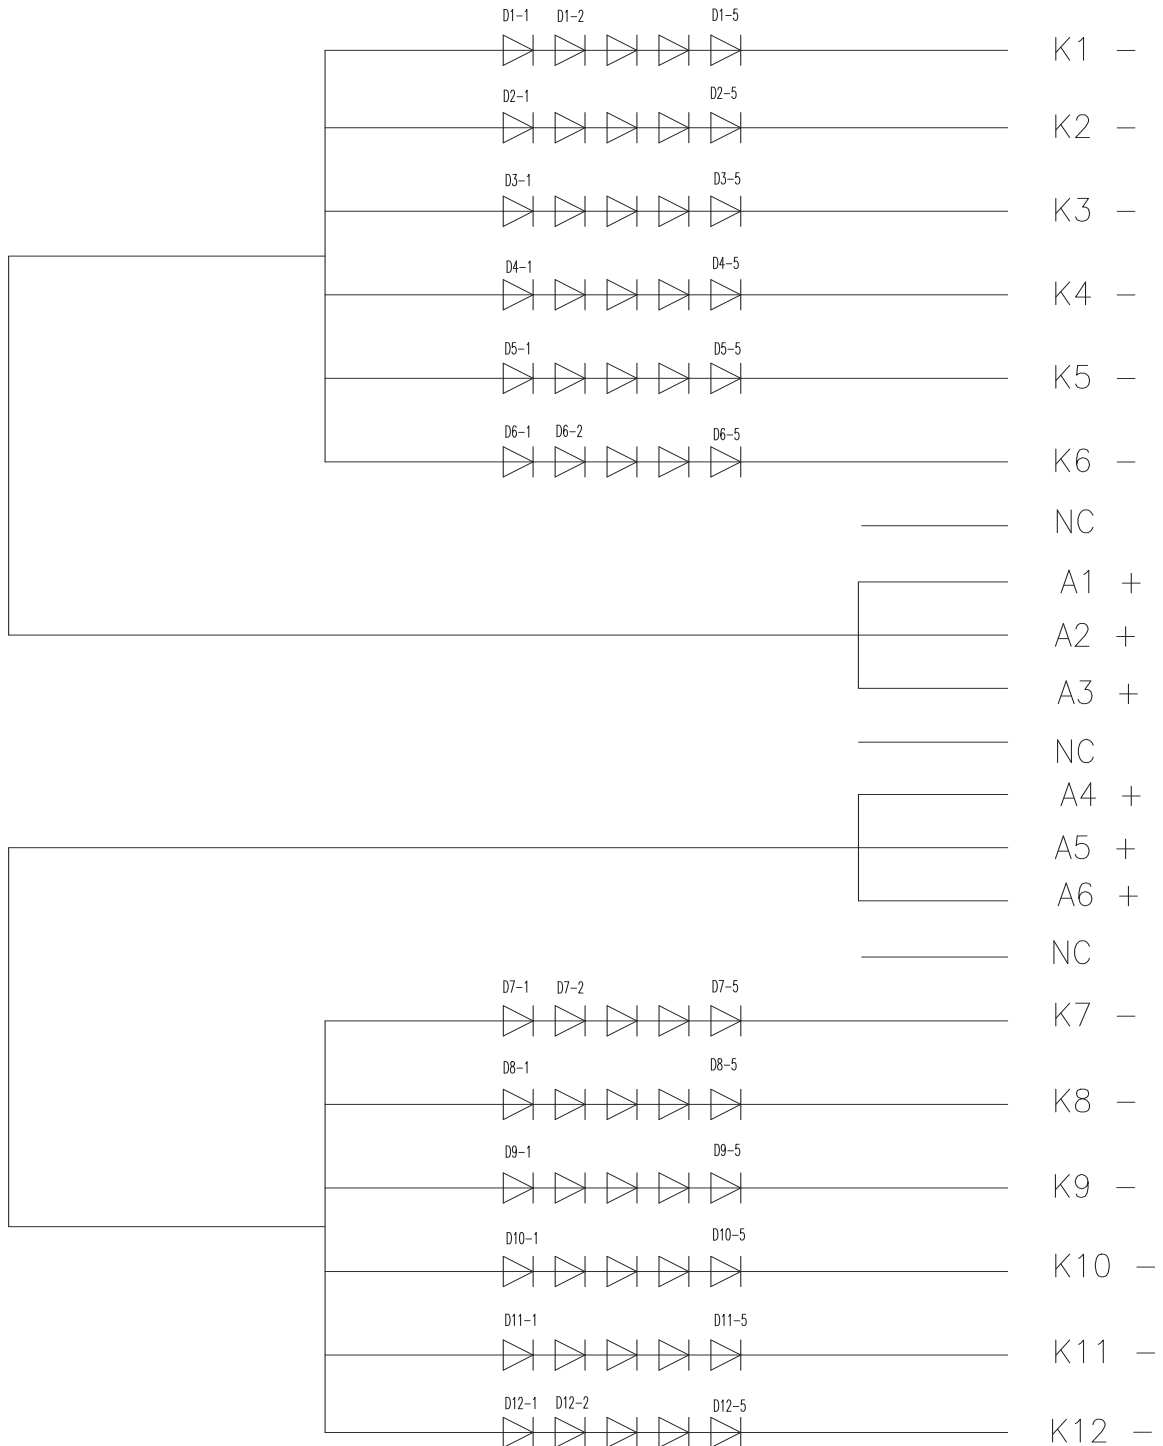 D1-1 D1-2 D1-5
K1 -
D2-1 D2-5
K2 -
D3-1 D3-5
K3 -
D4-1 D4-5
K4 -
D5-1 D5-5
K5 -
D6-1 D6-2 D6-5
K6 -
NC
A1 +
A2 +
A3 +
NC
A4 +
A5 +
A6 +
NC
D7-1 D7-2 D7-5
K7 -
D8-1 D8-5
K8 -
D9-1 D9-5
K9 -
D10-1 D10-5
K10 -
D11-1 D11-5
K11 -
D12-1 D12-2 D12-5
K12 -